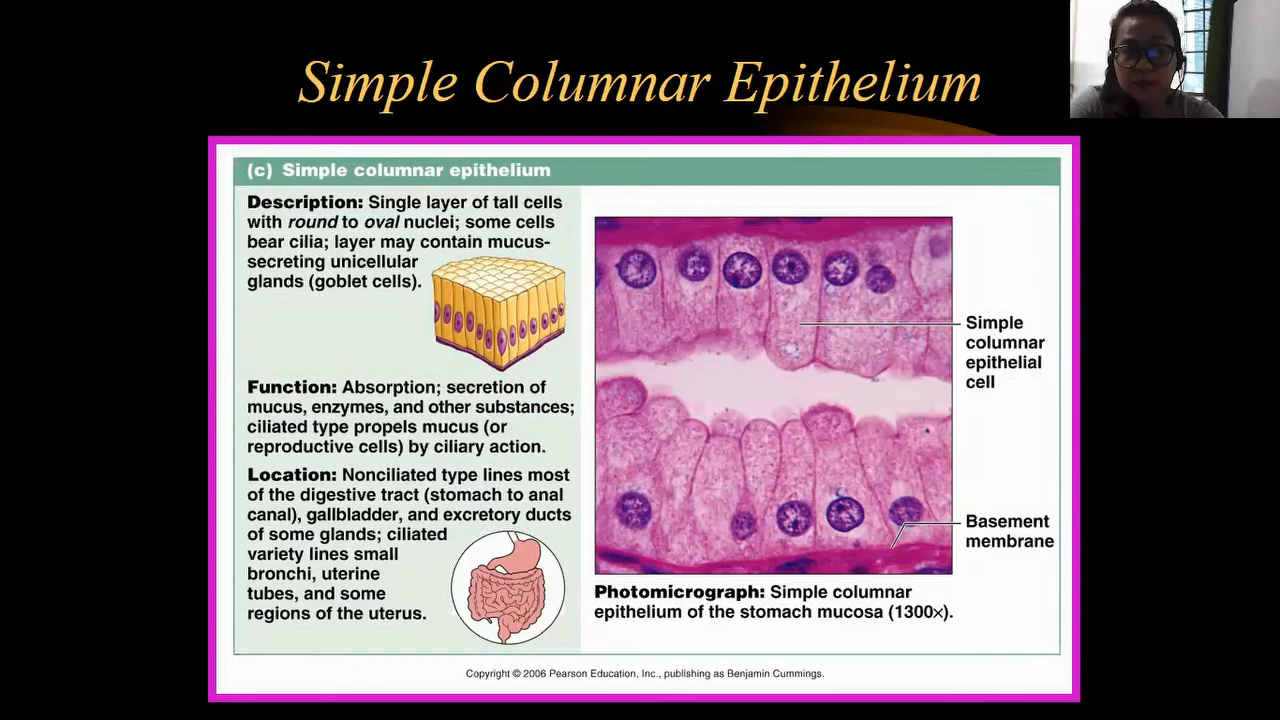 Simple Columnar Epithelium
(c) Simple columnar epithelium
Description: Single layer of tall cells
with round to oval nuclei; some cells
bear cilia; layer may contain mucus-
secreting unicellular
glands (goblet cells).
Function: Absorption; secretion of
mucus, enzymes, and other substances;
ciliated type propels mucus (or
reproductive cells) by ciliary action.
Location: Nonciliated type lines most
of the digestive tract (stomach to anal
canal), gallbladder, and excretory ducts
of some glands; ciliated
variety lines small
bronchi, uterine
tubes, and some
regions of the uterus.
Simple
columnar
epithelial
cell
Basement
membrane
Photomicrograph: Simple columnar
epithelium of the stomach mucosa (1300×).
Copyright © 2006 Pearson Education, Inc., publishing as Benjamin Cummings.